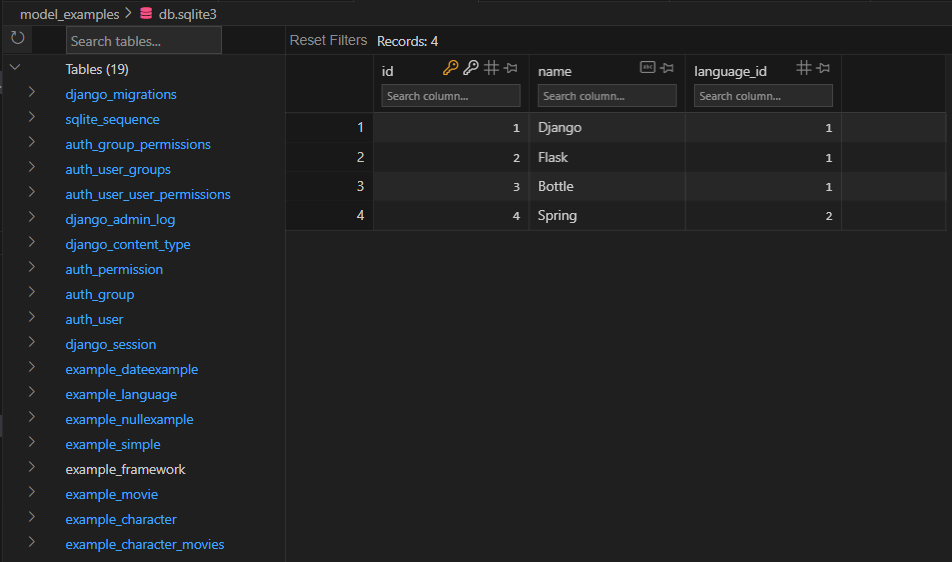 model_examples > db.sqlite3
Search tables...
Reset Filters Records: 4
Tables (19)
django_migrations
sqlite_sequence
auth_group_permissions
auth_user_groups
auth_user_user_permissions
django_admin_log
django_content_type
auth_permission
auth_group
auth_user
django_session
example_dateexample
example_language
example_nullexample
example_simple
example_framework
example_movie
example_character
example_character_movies
id name language_id
Search column... Search column... Search column...
1 1 Django 1
2 2 Flask 1
3 3 Bottle 1
4 4 Spring 2